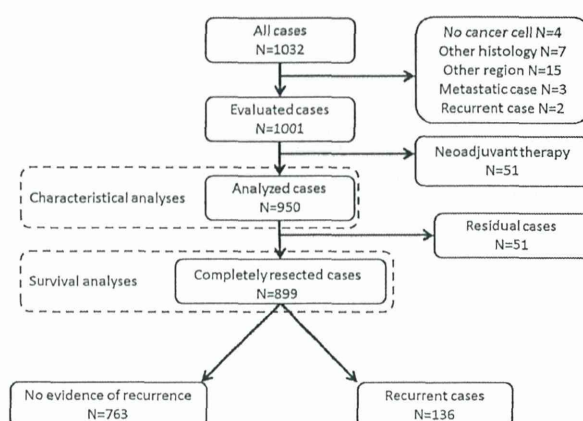 All cases
N=1032
No cancer cell N=4
Other histology N=7
Other region N=15
Metastatic case N=3
Recurrent case N=2
Evaluated cases
N=1001
Neoadjuvant therapy
N=51
Characteristical analyses
Analyzed cases
N=950
Residual cases
N=51
Survival analyses
Completely resected cases
N=899
No evidence of recurrence
N=763
Recurrent cases
N=136